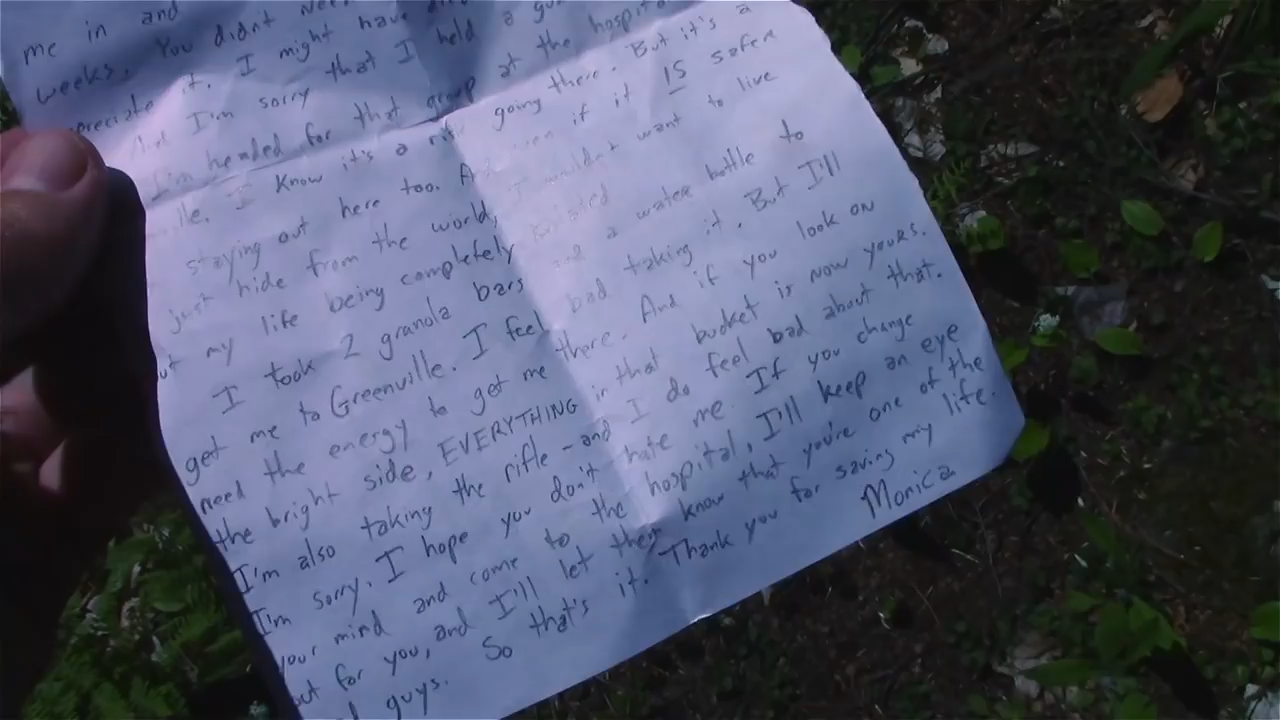 me in and
weeks. You didn't
it. I might have
I'm sorry that I held a
I'm headed for that group at the hospital
I know it's a risk going there. But it's a
staying out here too. And even if it IS safer
just hide from the world, I wouldn't want to live
out my life being completely isolated
I took 2 granola bars and a water bottle to
get me to Greenville. I feel bad taking it. But I'll
need the energy to get me there. And if you look on
the bright side, EVERYTHING in that bucket is now yours.
I'm also taking the rifle - and I do feel bad about that.
I'm sorry. I hope you don't hate me. If you change
your mind and come to the hospital, I'll keep an eye
out for you, and I'll let them know that you're one of the
guys. So that's it. Thank you for saving my life.
Monica